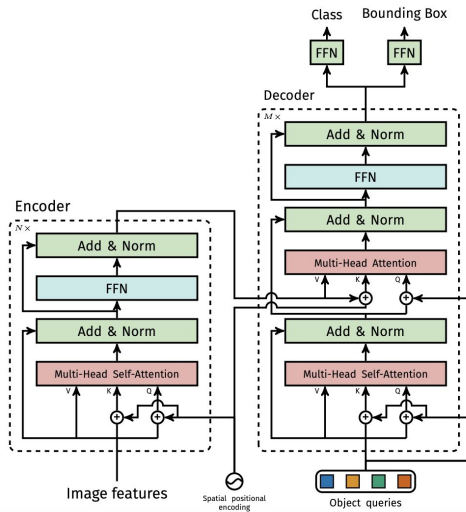 Class
Bounding Box
FFN
FFN
Decoder
M×
Add & Norm
FFN
Add & Norm
Multi-Head Attention
V
K
Q
Add & Norm
Multi-Head Self-Attention
V
K
Q
Object queries
Encoder
N×
Add & Norm
FFN
Add & Norm
Multi-Head Self-Attention
V
K
Q
Image features
Spatial positional
encoding